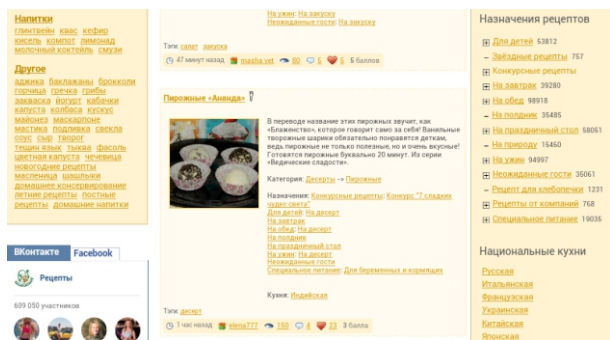 Напитки
глинтвейн квас кефир
кисель компот лимонад
молочный коктейль смузи
Другое
аджика баклажаны брокколи
горчица гречка грибы
закваска йогурт кабачки
капуста колбаса кускус
майонез маскарпоне
мастика подливка свекла
соус сыр творог
тещин язык тыква фасоль
цветная капуста чечевица
новогодние рецепты
масленица шашлыки
домашнее консервирование
летние рецепты постные
рецепты домашние напитки
ВКонтакте Facebook
Рецепты
609 050 участников
На ужин: На закуску
Неожиданные гости: На закуску
Тэги: салат закуска
47 минут назад masha vet 80 5 5 5 баллов
Пирожные «Ананда»
В переводе название этих пирожных звучит, как
«Блаженство», которое говорит само за себя! Ванильные
творожные шарики обязательно понравятся деткам,
ведь пирожные не только полезные, но и очень вкусные!
Готовятся пирожные буквально 20 минут. Из серии
«Ведические сладости».
Категория: Десерты -> Пирожные
Назначения: Конкурсные рецепты: Конкурс "7 сладких
чудес света"
Для детей: На десерт
На завтрак
На обед: На десерт
На полдник
На праздничный стол
На ужин: На десерт
Неожиданные гости
Специальное питание: Для беременных и кормящих
Кухня: Индийская
Тэги: десерт
1 час назад elena777 150 4 23 3 балла
Назначения рецептов
Для детей 53812
Звёздные рецепты 757
Конкурсные рецепты
На завтрак 39280
На обед 98918
На полдник 35485
На праздничный стол 58051
На природу 15460
На ужин 94997
Неожиданные гости 35061
Рецепт для хлебопечки 1231
Рецепты от компаний 768
Специальное питание 19035
Национальные кухни
Русская
Итальянская
Французская
Украинская
Китайская
Японская